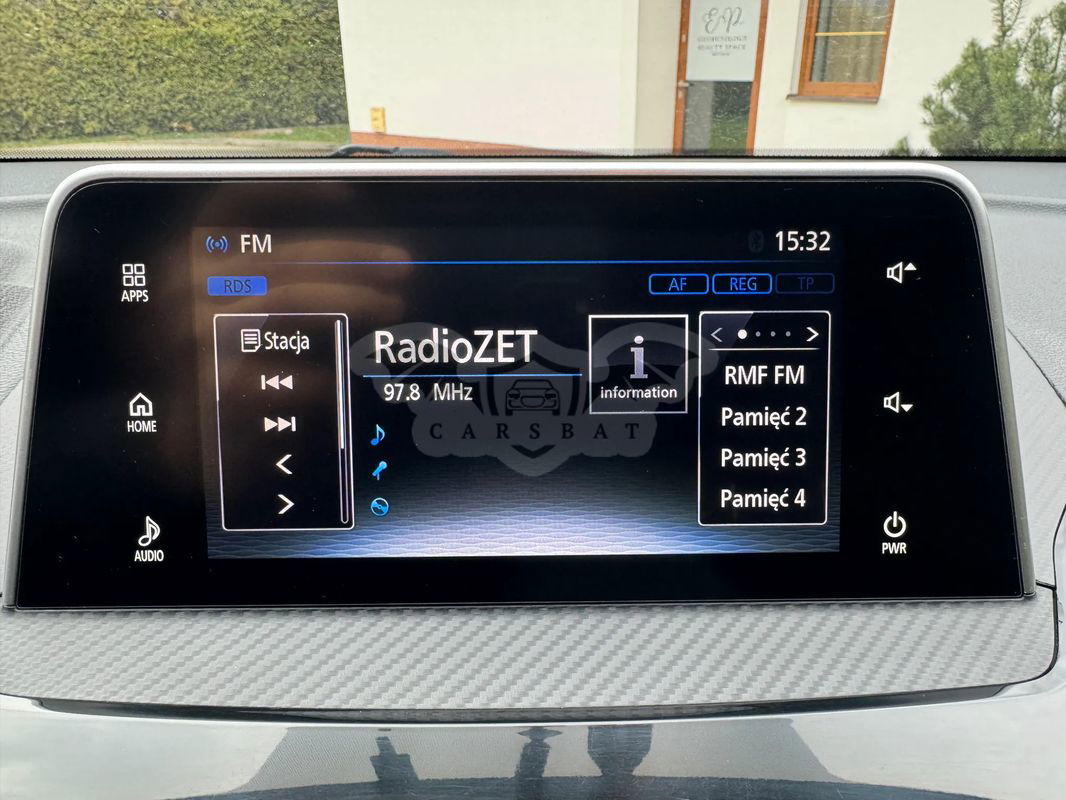 EP
FM
15:32
RDS
AF
REG
TP
APPS
HOME
AUDIO
Stacja
RadioZET
97.8 MHz
information
RMF FM
Pamięć 2
Pamięć 3
Pamięć 4
PWR
CARSBAT